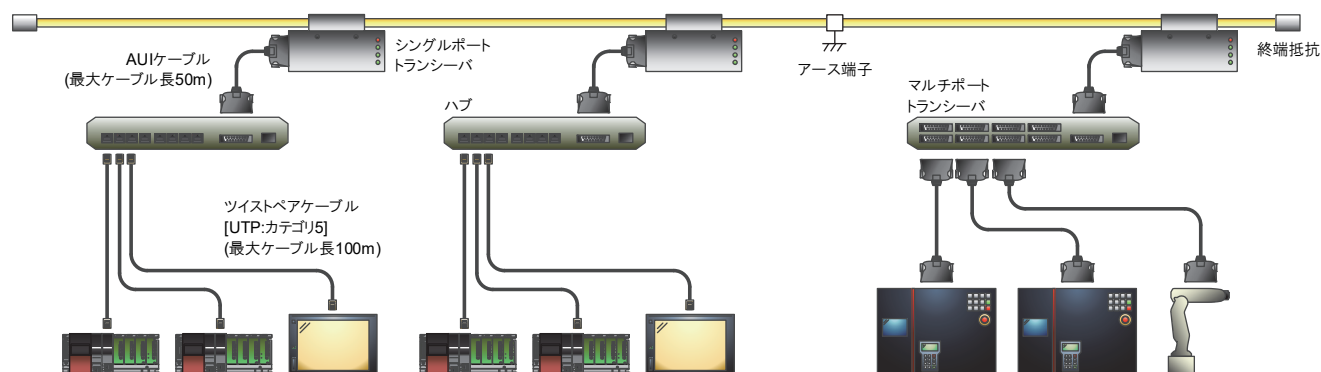 AUIケーブル
(最大ケーブル長50m)
シングルポート
トランシーバ
アース端子
終端抵抗
ハブ
マルチポート
トランシーバ
ツイストペアケーブル
[UTP:カテゴリ5]
(最大ケーブル長100m)